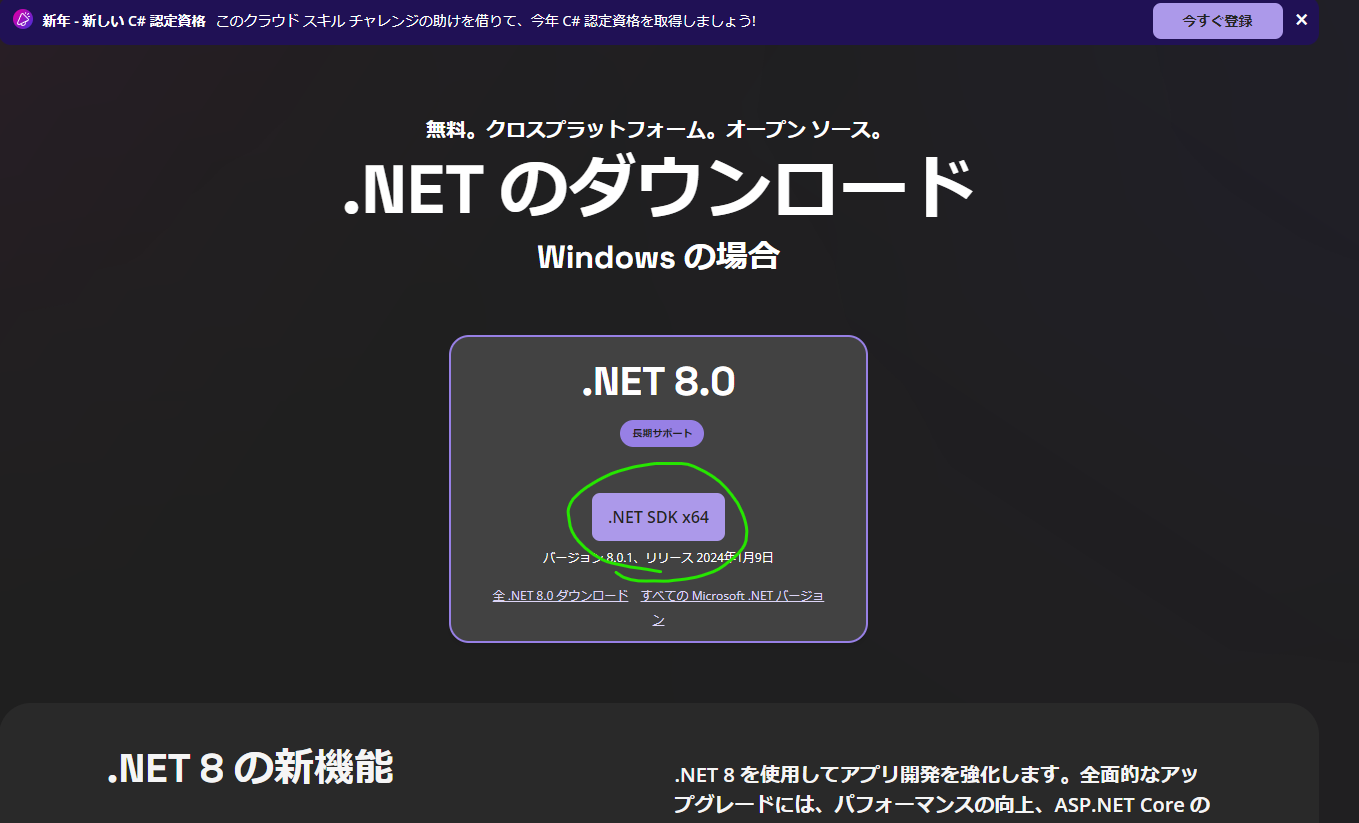 新年 - 新しい C# 認定資格 このクラウド スキル チャレンジの助けを借りて、今年 C# 認定資格を取得しましょう!
今すぐ登録 ×
無料。クロスプラットフォーム。オープン ソース。
.NET のダウンロード
Windows の場合
.NET 8.0
長期サポート
.NET SDK x64
バージョン 8.0.1、リリース 2024年1月9日
全 .NET 8.0 ダウンロード すべての Microsoft .NET バージョ
ン
.NET 8 の新機能
.NET 8 を使用してアプリ開発を強化します。全面的なアッ
プグレードには、パフォーマンスの向上、ASP.NET Core の